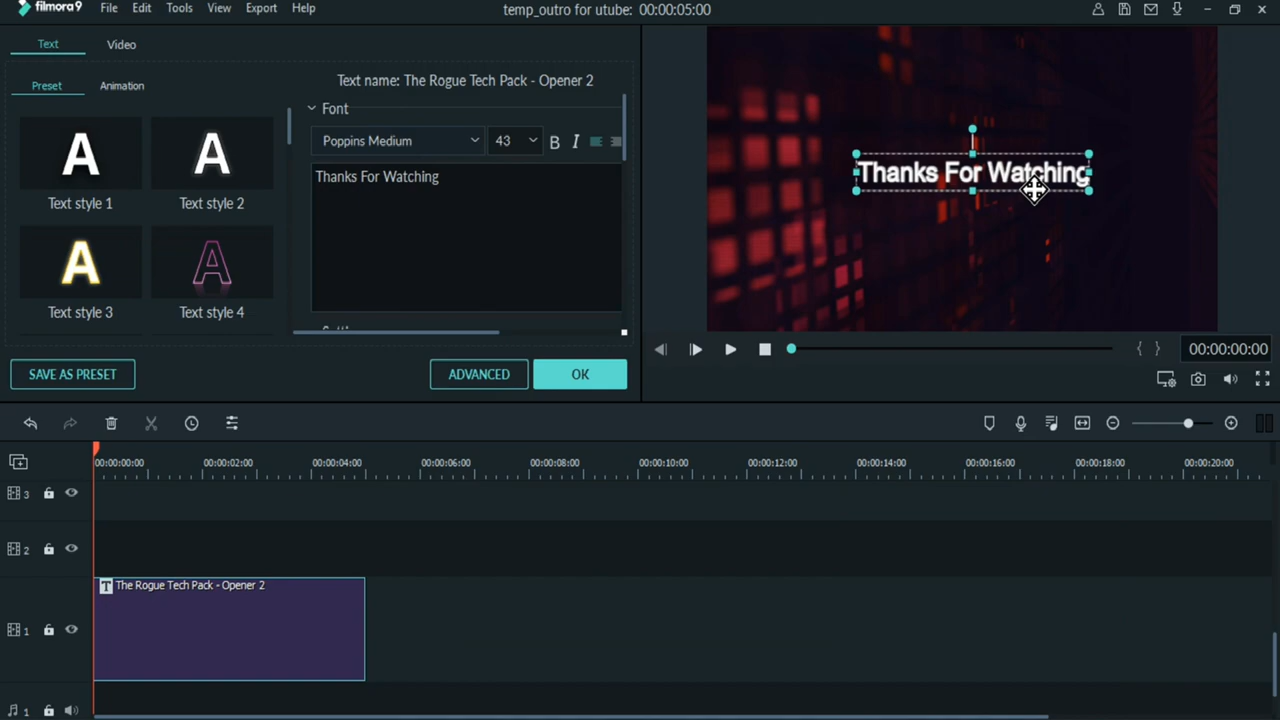 filmora9 File Edit Tools View Export Help temp_outro for utube: 00:00:05:00
Text Video
Preset Animation
Text name: The Rogue Tech Pack - Opener 2
Font
Poppins Medium 43 B I
Thanks For Watching
A A
Text style 1 Text style 2
A A
Text style 3 Text style 4
SAVE AS PRESET ADVANCED OK
Thanks For Watching
{ } 00:00:00:00
00:00:00:00 00:00:02:00 00:00:04:00 00:00:06:00 00:00:08:00 00:00:10:00 00:00:12:00 00:00:14:00 00:00:16:00 00:00:18:00 00:00:20:00
3
2
T The Rogue Tech Pack - Opener 2
1
1